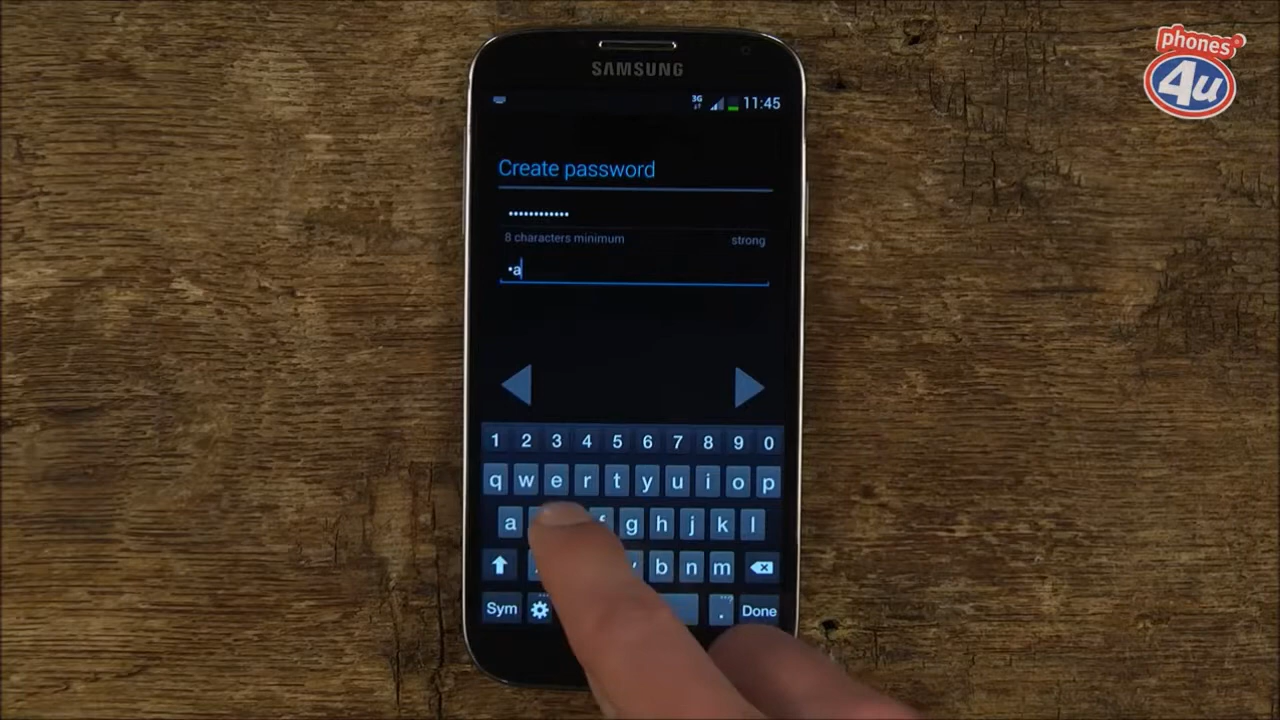 phones
4u
SAMSUNG
3G 11:45
Create password
••••••••••••
8 characters minimum strong
•a
1 2 3 4 5 6 7 8 9 0
q w e r t y u i o p
a f g h j k l
v b n m
Sym . Done